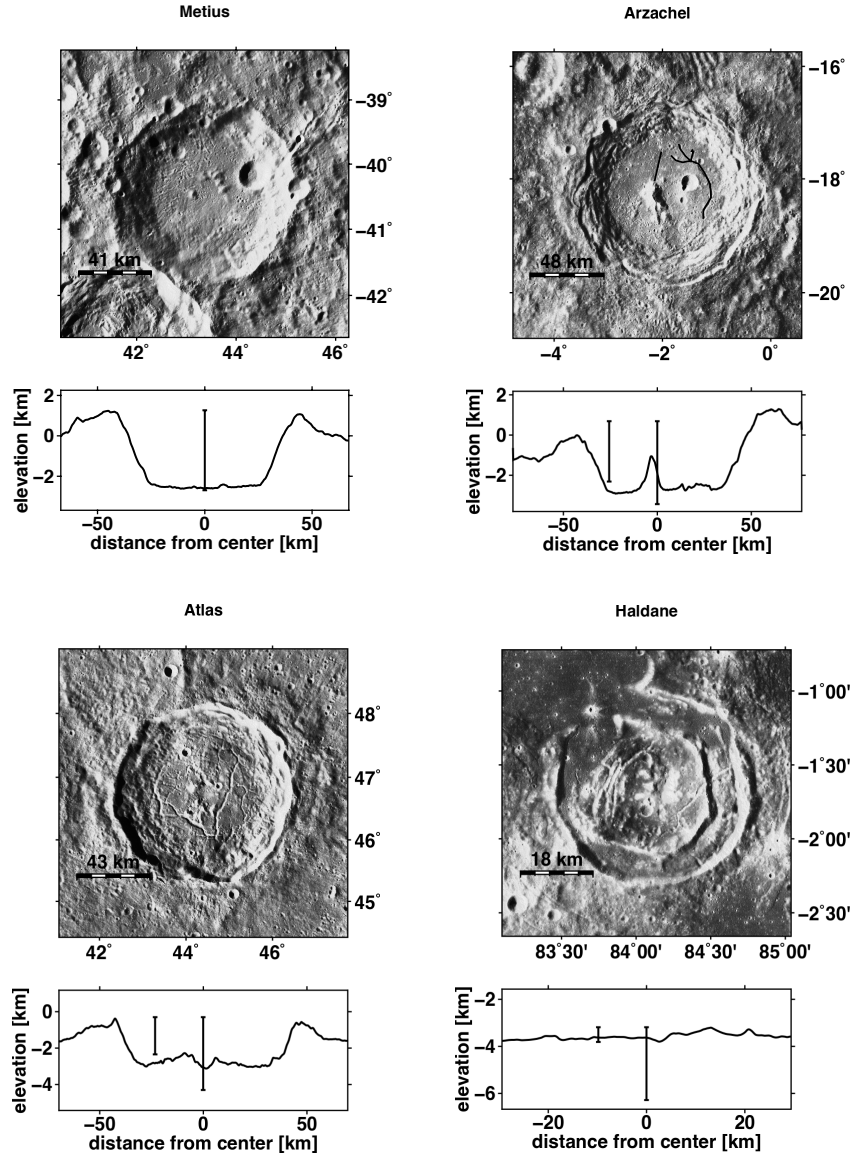 Metius
−39°
−40°
−41°
−42°
41 km
42° 44° 46°
2
0
−2
elevation [km]
−50 0 50
distance from center [km]
Arzachel
−16°
−18°
−20°
48 km
−4° −2° 0°
2
0
−2
elevation [km]
−50 0 50
distance from center [km]
Atlas
48°
47°
46°
45°
43 km
42° 44° 46°
0
−2
−4
elevation [km]
−50 0 50
distance from center [km]
Haldane
−1°00'
−1°30'
−2°00'
−2°30'
18 km
83°30' 84°00' 84°30' 85°00'
−2
−4
−6
elevation [km]
−20 0 20
distance from center [km]